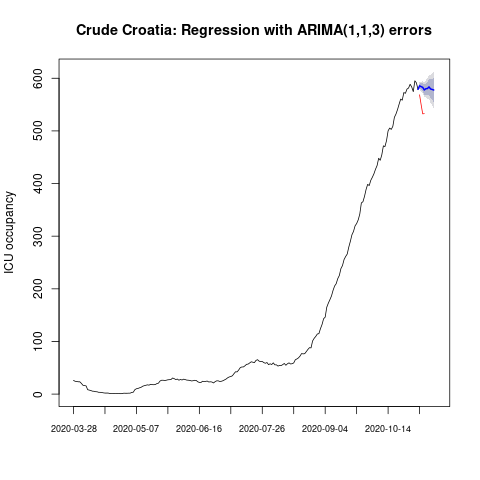 Crude Croatia: Regression with ARIMA(1,1,3) errors
ICU occupancy
600
500
400
300
200
100
0
2020-03-28 2020-05-07 2020-06-16 2020-07-26 2020-09-04 2020-10-14